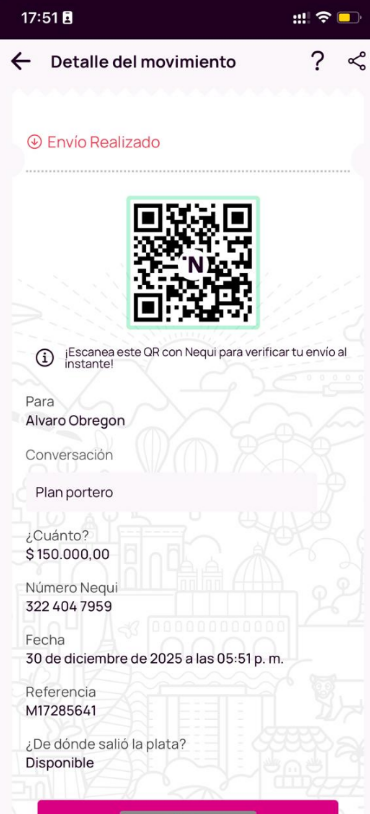 17:51
Detalle del movimiento
?
Envío Realizado
N
¡Escanea este QR con Nequi para verificar tu envío al
instante!
Para
Alvaro Obregon
Conversación
Plan portero
¿Cuánto?
$ 150.000,00
Número Nequi
322 404 7959
Fecha
30 de diciembre de 2025 a las 05:51 p. m.
Referencia
M17285641
¿De dónde salió la plata?
Disponible